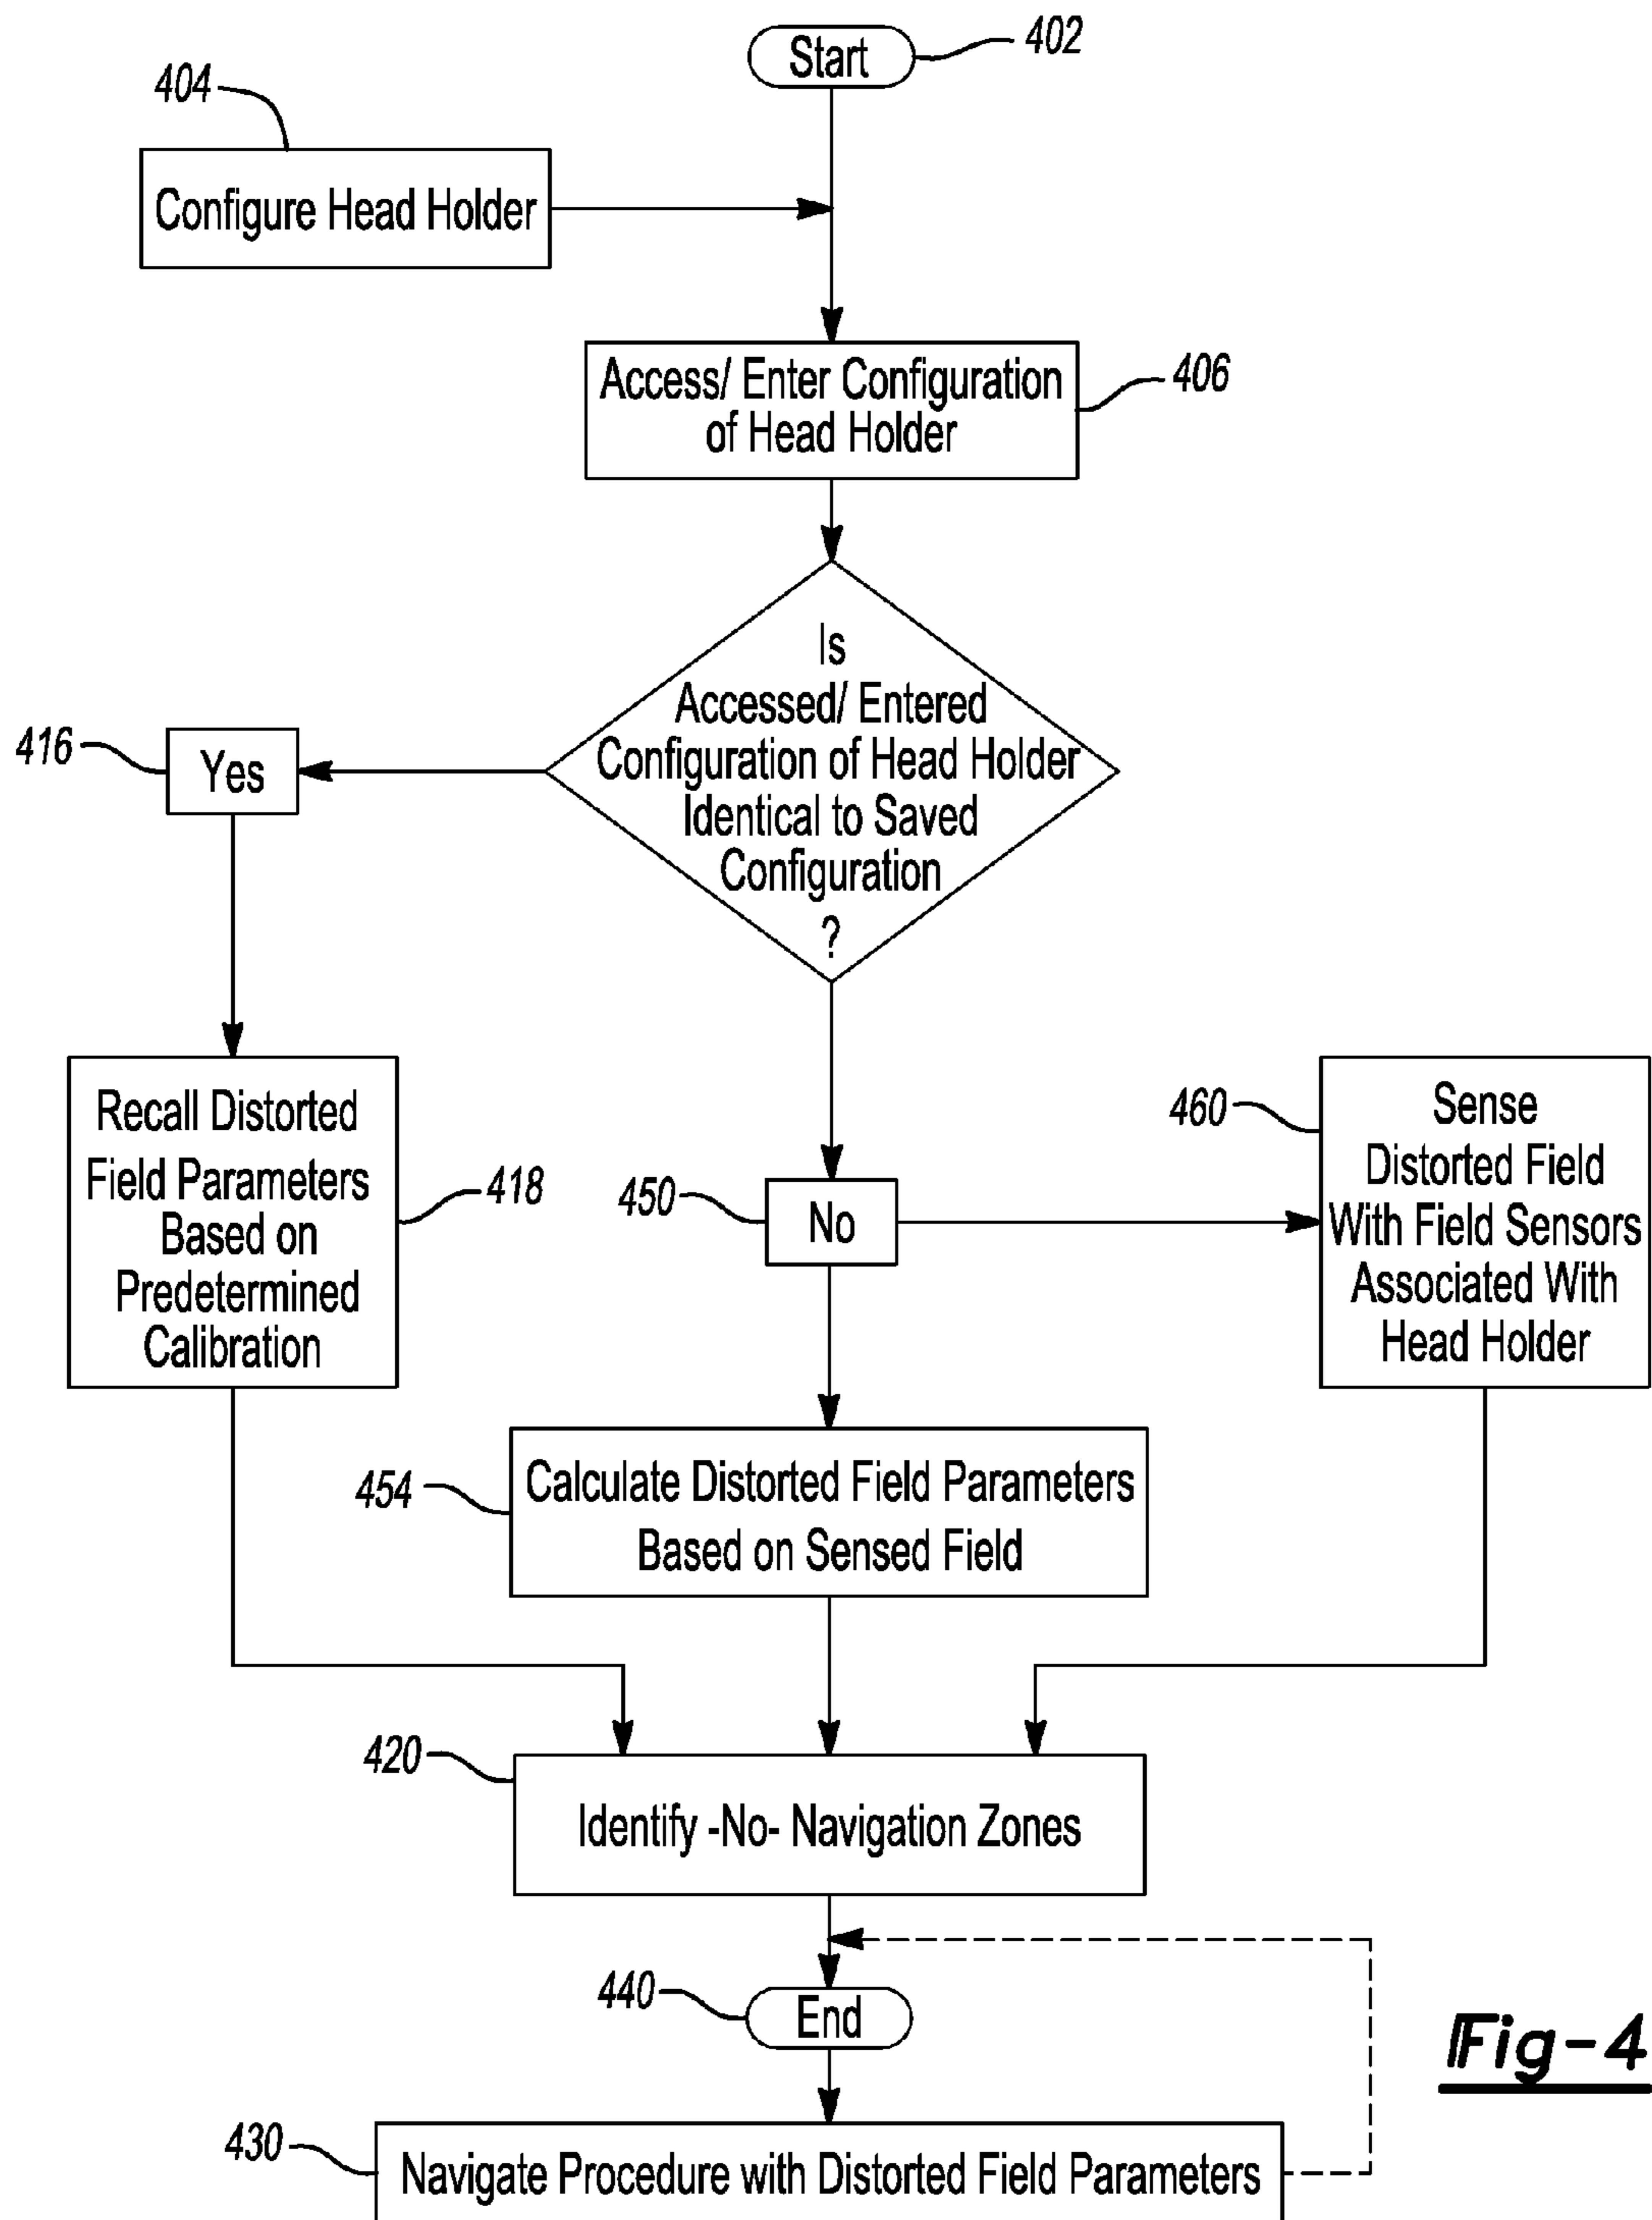 Start
402
404
Configure Head Holder
Access/ Enter Configuration
of Head Holder
406
Is
Accessed/ Entered
Configuration of Head Holder
Identical to Saved
Configuration
?
416
Yes
Recall Distorted
Field Parameters
Based on
Predetermined
Calibration
418
450
No
460
Sense
Distorted Field
With Field Sensors
Associated With
Head Holder
454
Calculate Distorted Field Parameters
Based on Sensed Field
420
Identify -No- Navigation Zones
440
End
Fig-4
430
Navigate Procedure with Distorted Field Parameters